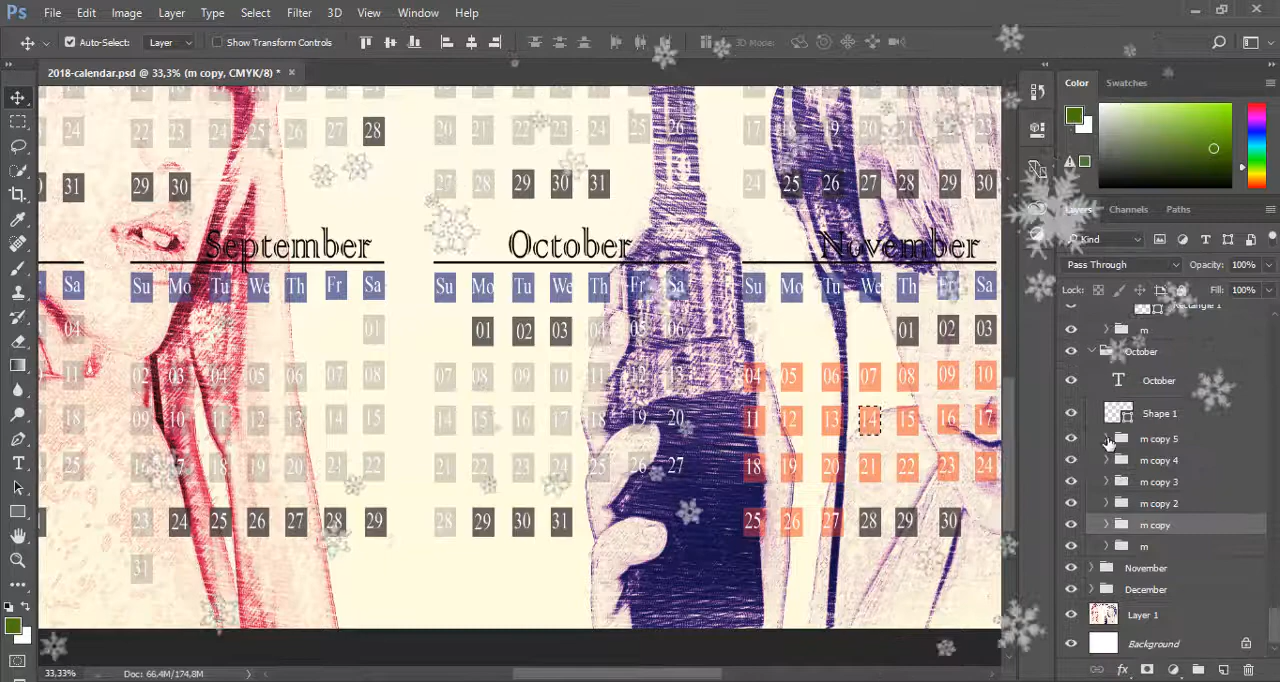 Ps File Edit Image Layer Type Select Filter 3D View Window Help
Auto-Select: Layer Show Transform Controls 3D Mode:
2018-calendar.psd @ 33,3% (m copy, CMYK/8) * ×
24 22 23 24 25 26 27 28 20 21 22 23 24 25 26 17 18 19 20 21 22 23
31 29 30 27 28 29 30 31 24 25 26 27 28 29 30
September October November
Sa Su Mo Tu We Th Fr Sa Su Mo Tu We Th Fr Sa Su Mo Tu We Th Fr Sa
04 01 01 02 03 04 05 06 01 02 03
11 02 03 04 05 06 07 08 07 08 09 10 11 12 13 04 05 06 07 08 09 10
18 09 10 11 12 13 14 15 14 15 16 17 18 19 20 11 12 13 14 15 16 17
25 16 17 18 19 20 21 22 21 22 23 24 25 26 27 18 19 20 21 22 23 24
23 24 25 26 27 28 29 28 29 30 31 25 26 27 28 29 30
31
33,33% Doc: 66.4M/174,8M
Color Swatches
Layers Channels Paths
Kind
Pass Through Opacity: 100%
Lock: Fill: 100%
Rectangle 1
m
October
T October
Shape 1
m copy 5
m copy 4
m copy 3
m copy 2
m copy
m
November
December
Layer 1
Background